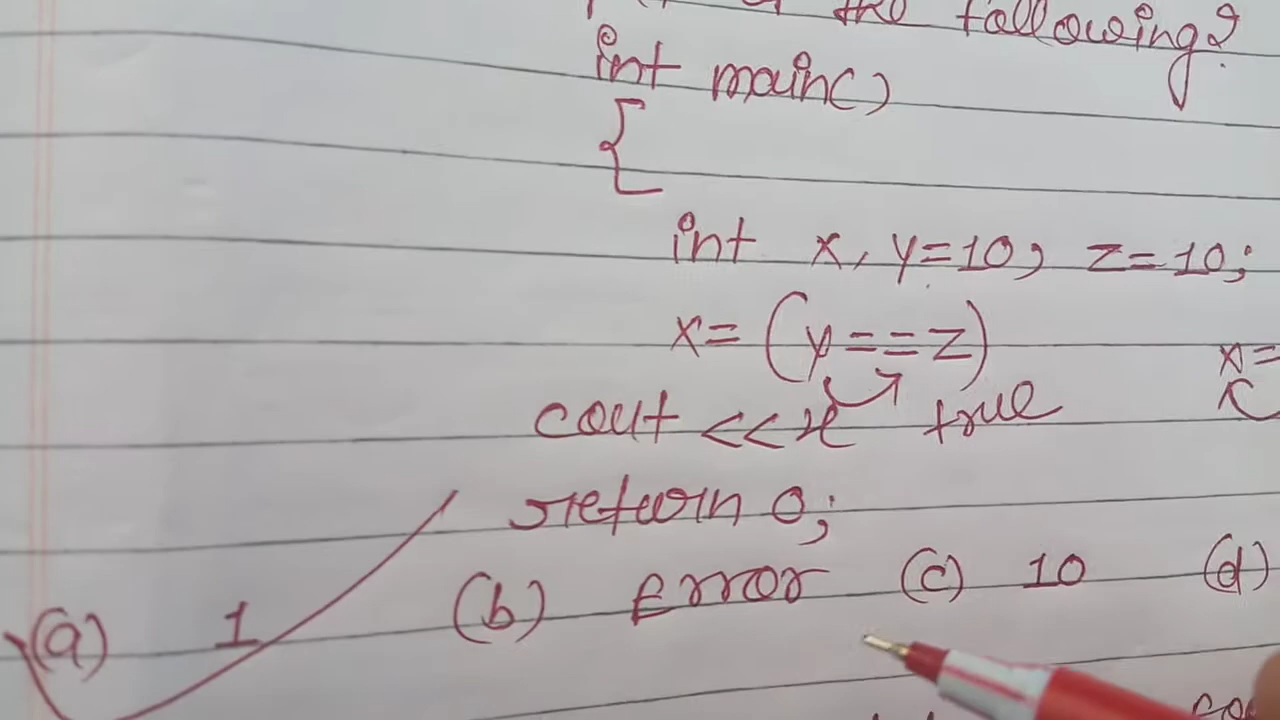 the following?
int main()
{
int x, y=10, z=10;
x= (y==z)
x=
cout <<x true
return 0;
(a) 1 (b) Error (c) 10 (d)